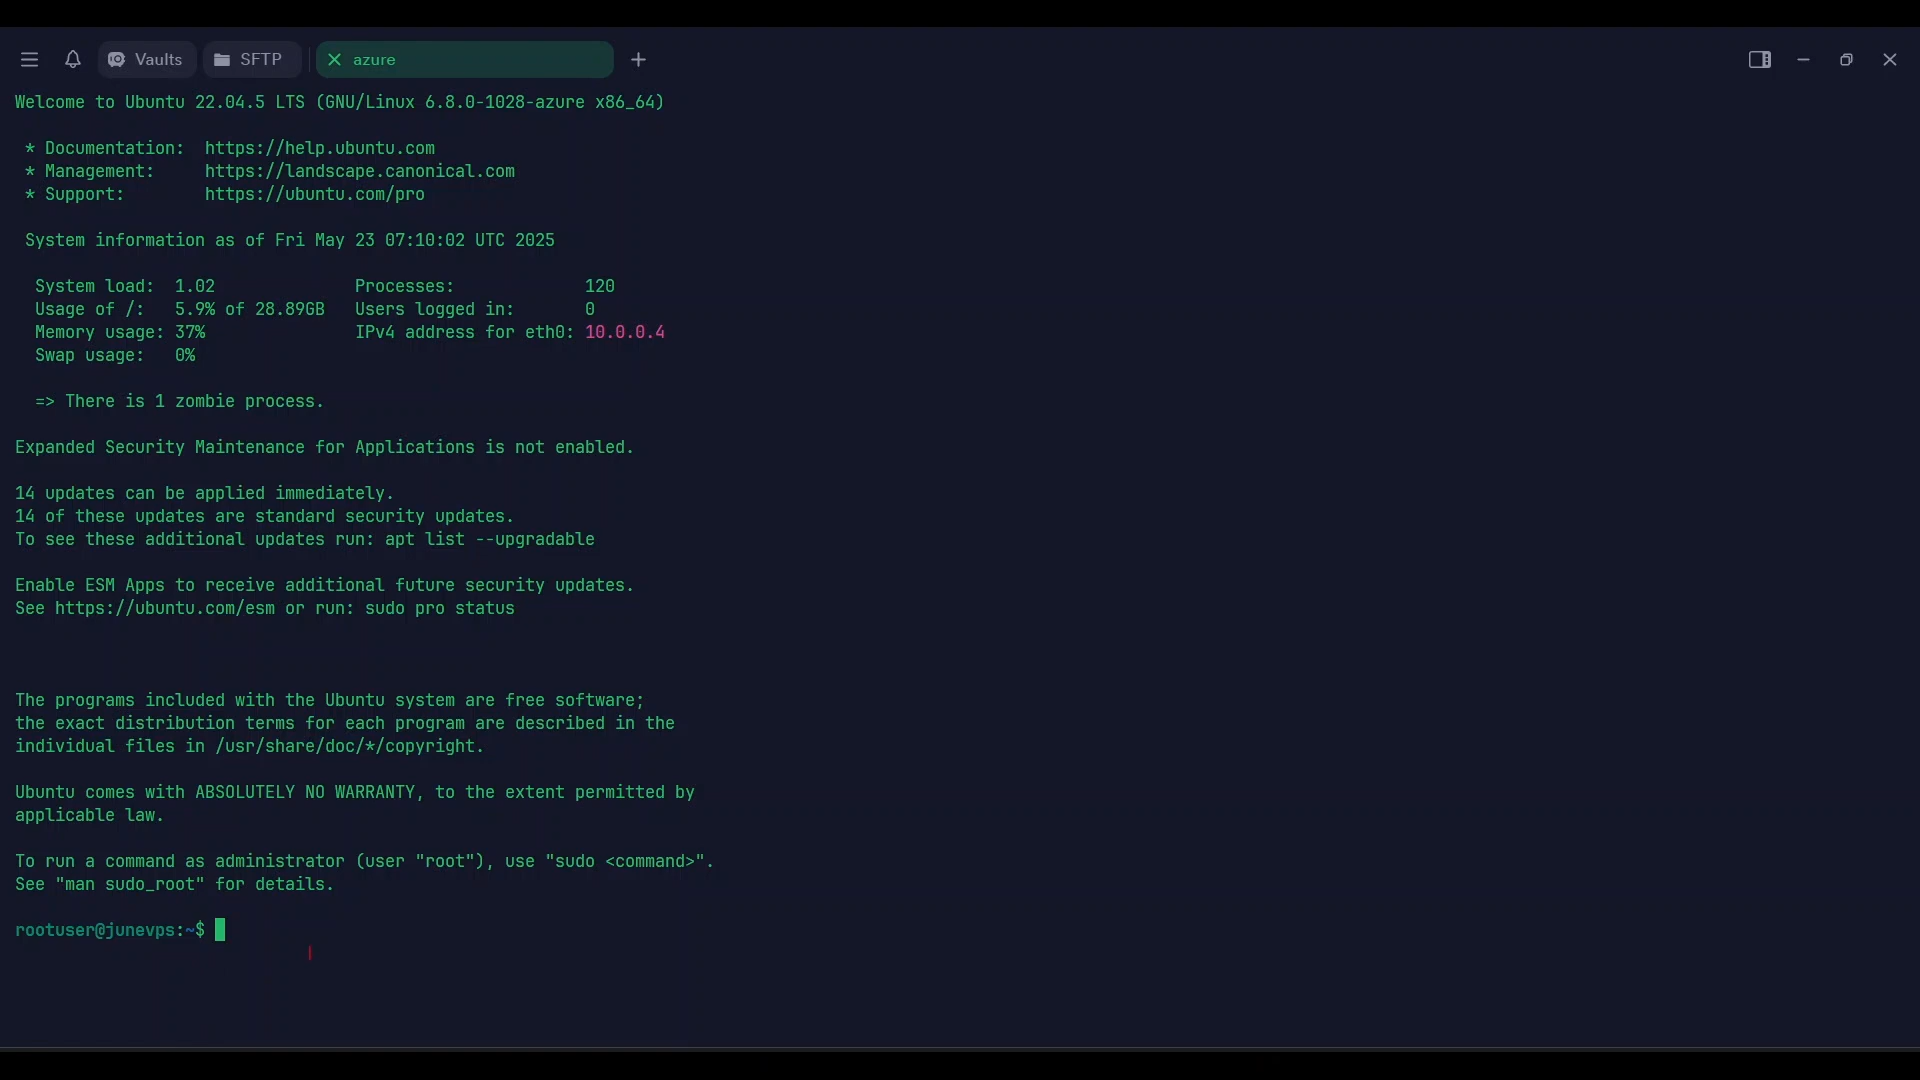 Vaults SFTP azure
Welcome to Ubuntu 22.04.5 LTS (GNU/Linux 6.8.0-1028-azure x86_64)
* Documentation: https://help.ubuntu.com
* Management: https://landscape.canonical.com
* Support: https://ubuntu.com/pro
System information as of Fri May 23 07:10:02 UTC 2025
System load: 1.02 Processes: 120
Usage of /: 5.9% of 28.89GB Users logged in: 0
Memory usage: 37% IPv4 address for eth0: 10.0.0.4
Swap usage: 0%
=> There is 1 zombie process.
Expanded Security Maintenance for Applications is not enabled.
14 updates can be applied immediately.
14 of these updates are standard security updates.
To see these additional updates run: apt list --upgradable
Enable ESM Apps to receive additional future security updates.
See https://ubuntu.com/esm or run: sudo pro status
The programs included with the Ubuntu system are free software;
the exact distribution terms for each program are described in the
individual files in /usr/share/doc/*/copyright.
Ubuntu comes with ABSOLUTELY NO WARRANTY, to the extent permitted by
applicable law.
To run a command as administrator (user "root"), use "sudo <command>".
See "man sudo_root" for details.
rootuser@junevps:~$